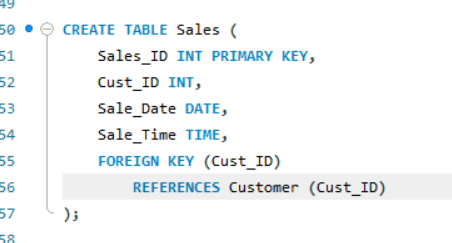 49
50 CREATE TABLE Sales (
51 Sales_ID INT PRIMARY KEY,
52 Cust_ID INT,
53 Sale_Date DATE,
54 Sale_Time TIME,
55 FOREIGN KEY (Cust_ID)
56 REFERENCES Customer (Cust_ID)
57 );
58